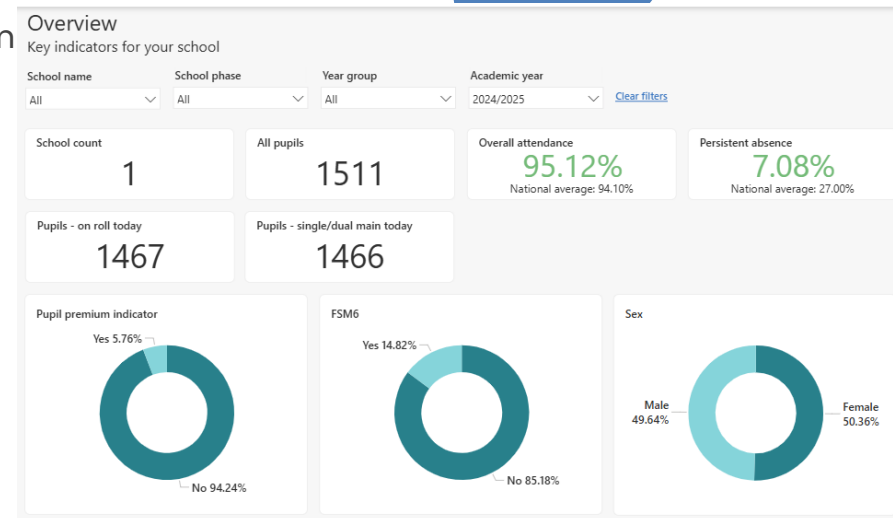 Overview
Key indicators for your school
School name
School phase
Year group
Academic year
All
All
All
2024/2025
Clear filters
School count
1
All pupils
1511
Overall attendance
95.12%
National average: 94.10%
Persistent absence
7.08%
National average: 27.00%
Pupils - on roll today
1467
Pupils - single/dual main today
1466
Pupil premium indicator
Yes 5.76%
No 94.24%
FSM6
Yes 14.82%
No 85.18%
Sex
Male
49.64%
Female
50.36%